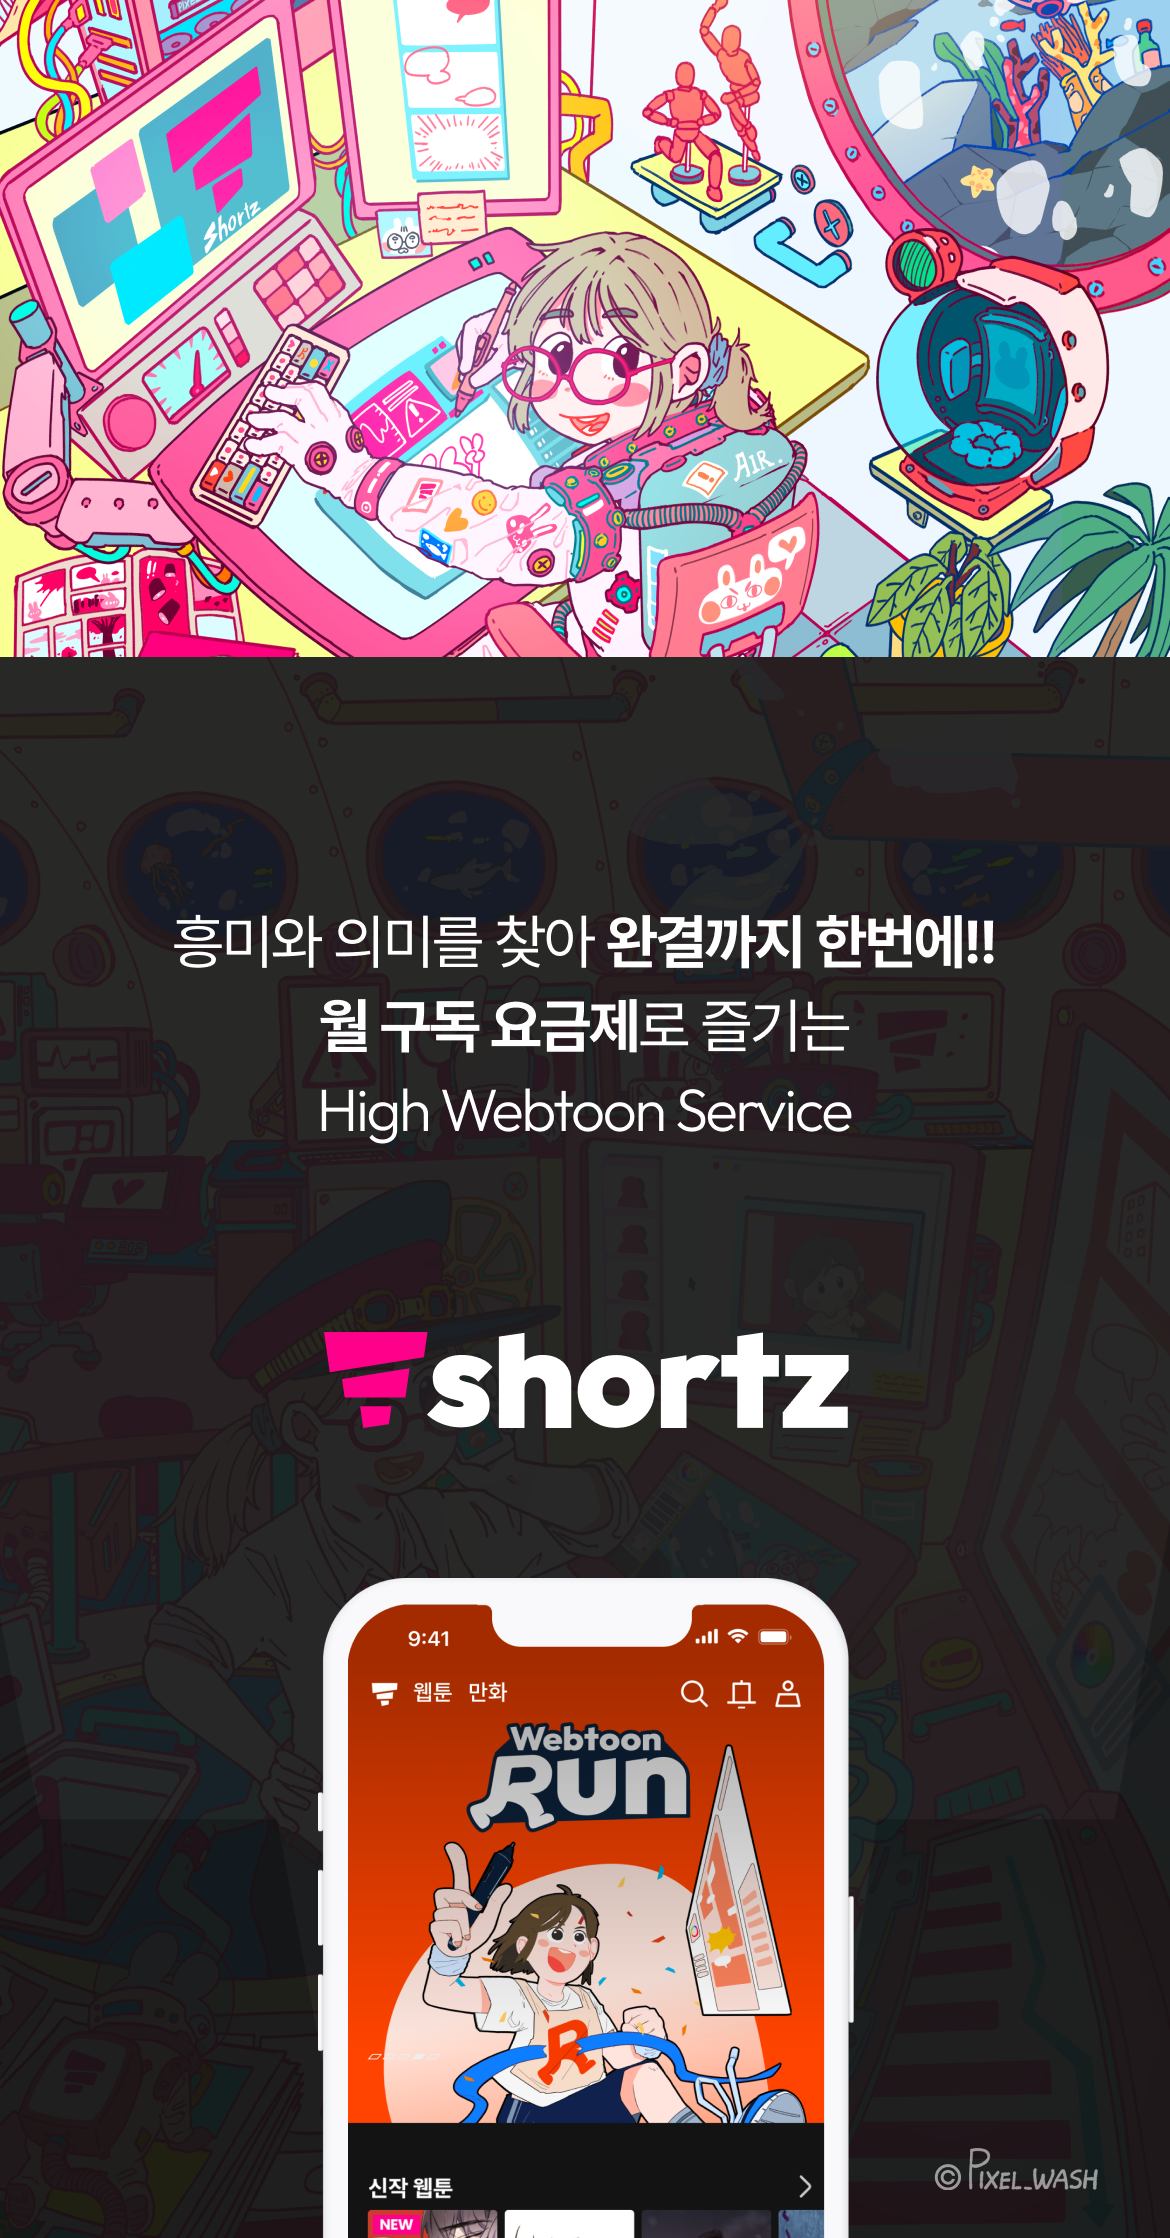 PIXEL
shortz
AIR.
흥미와 의미를 찾아 완결까지 한번에!!
월 구독 요금제로 즐기는
High Webtoon Service
shortz
9:41
웹툰 만화
Webtoon
Run
R
신작 웹툰
NEW
© PIXEL_WASH